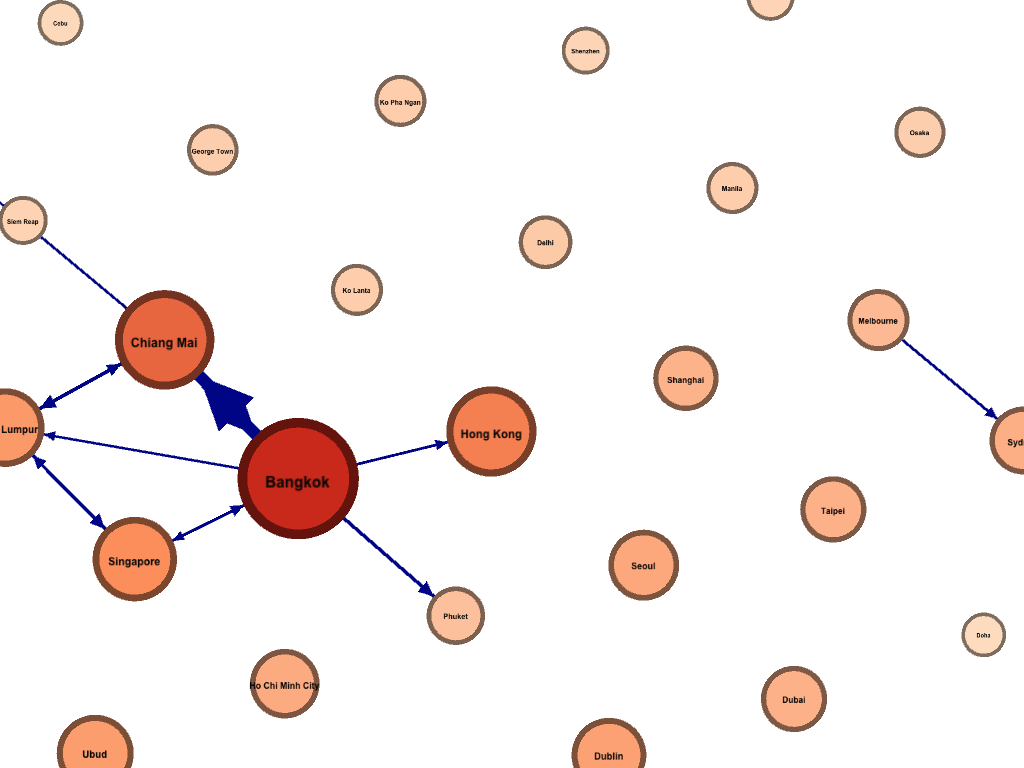 Cebu
Shenzhen
Ko Pha Ngan
Osaka
George Town
Manila
Siem Reap
Delhi
Ko Lanta
Melbourne
Chiang Mai
Shanghai
Lumpur
Hong Kong
Syd
Bangkok
Taipei
Singapore
Seoul
Phuket
Doha
Ho Chi Minh City
Dubai
Ubud
Dublin